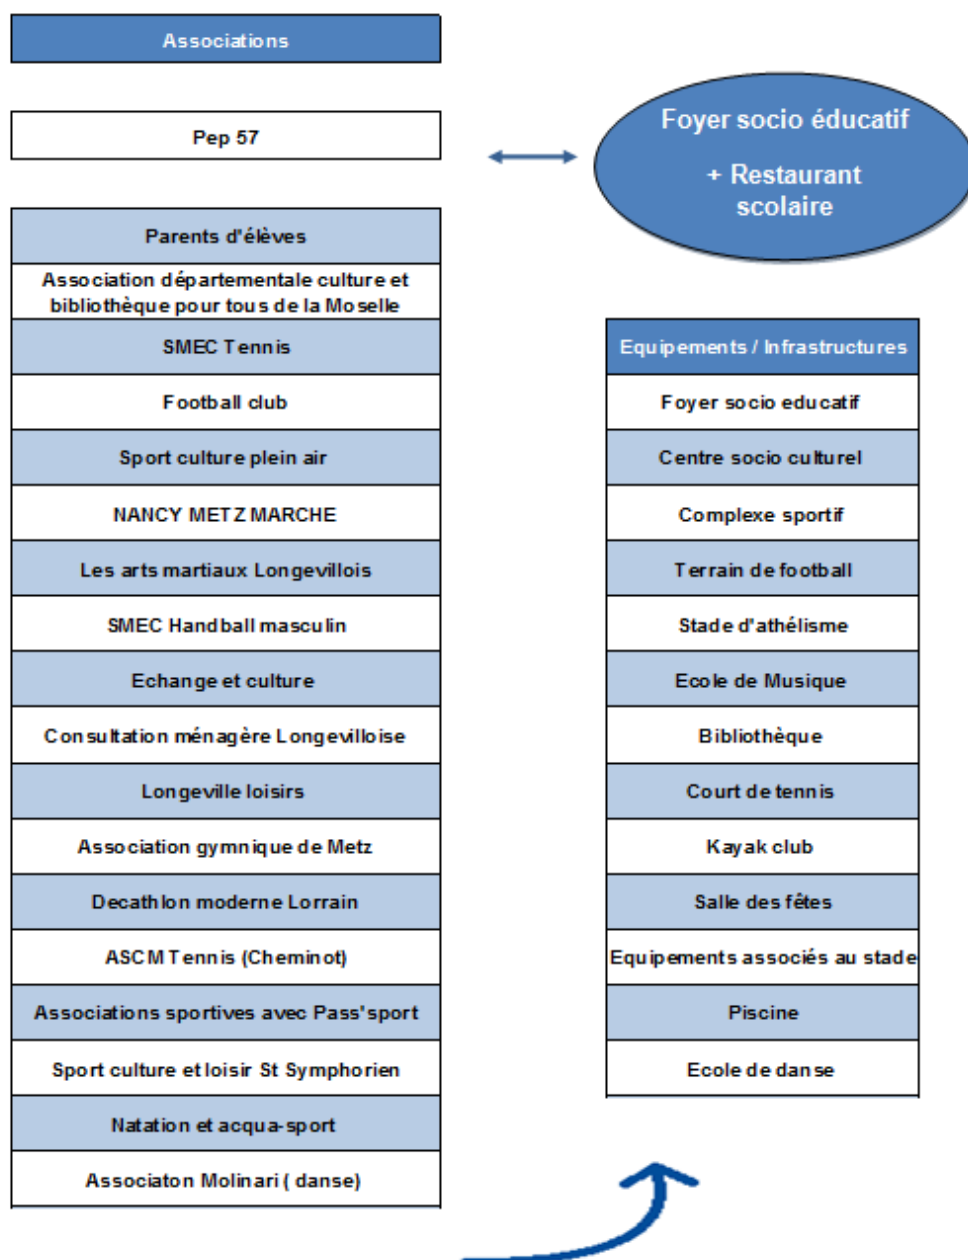 Associations
Pep 57
Foyer socio éducatif
+ Restaurant
scolaire
Parents d'élèves
Association départementale culture et
bibliothèque pour tous de la Moselle
SMEC Tennis
Football club
Sport culture plein air
NANCY METZ MARCHE
Les arts martiaux Longevillois
SMEC Handball masculin
Echange et culture
Consultation ménagère Longevilloise
Longeville loisirs
Association gymnique de Metz
Decathlon moderne Lorrain
ASCM Tennis (Cheminot)
Associations sportives avec Pass'sport
Sport culture et loisir St Symphorien
Natation et acqua-sport
Associaton Molinari ( danse)
Equipements / Infrastructures
Foyer socio educatif
Centre socio culturel
Complexe sportif
Terrain de football
Stade d'athélisme
Ecole de Musique
Bibliothèque
Court de tennis
Kayak club
Salle des fêtes
Equipements associés au stade
Piscine
Ecole de danse